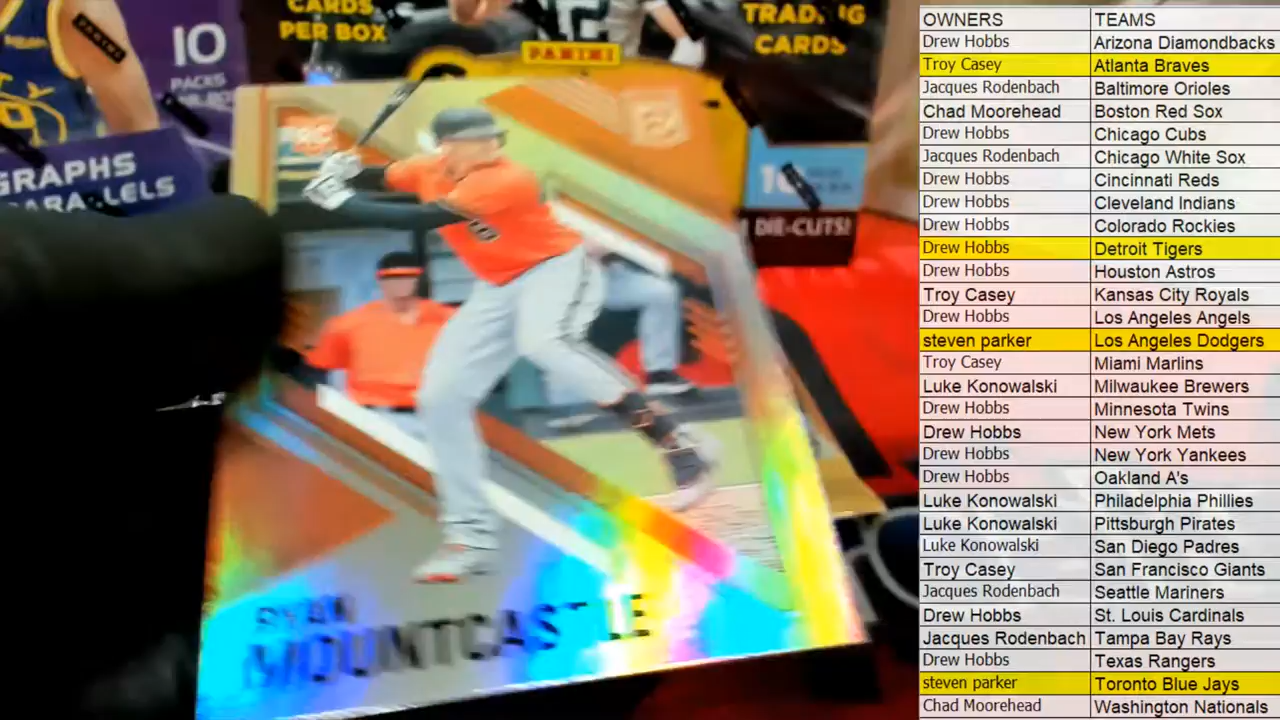 CARDS
PER BOX
PANINI
CARDS
10
PACKS
DIE-CUTS!
RC
RYAN
MOUNTCASTLE
OWNERS TEAMS
Drew Hobbs Arizona Diamondbacks
Troy Casey Atlanta Braves
Jacques Rodenbach Baltimore Orioles
Chad Moorehead Boston Red Sox
Drew Hobbs Chicago Cubs
Jacques Rodenbach Chicago White Sox
Drew Hobbs Cincinnati Reds
Drew Hobbs Cleveland Indians
Drew Hobbs Colorado Rockies
Drew Hobbs Detroit Tigers
Drew Hobbs Houston Astros
Troy Casey Kansas City Royals
Drew Hobbs Los Angeles Angels
steven parker Los Angeles Dodgers
Troy Casey Miami Marlins
Luke Konowalski Milwaukee Brewers
Drew Hobbs Minnesota Twins
Drew Hobbs New York Mets
Drew Hobbs New York Yankees
Drew Hobbs Oakland A's
Luke Konowalski Philadelphia Phillies
Luke Konowalski Pittsburgh Pirates
Luke Konowalski San Diego Padres
Troy Casey San Francisco Giants
Jacques Rodenbach Seattle Mariners
Drew Hobbs St. Louis Cardinals
Jacques Rodenbach Tampa Bay Rays
Drew Hobbs Texas Rangers
steven parker Toronto Blue Jays
Chad Moorehead Washington Nationals